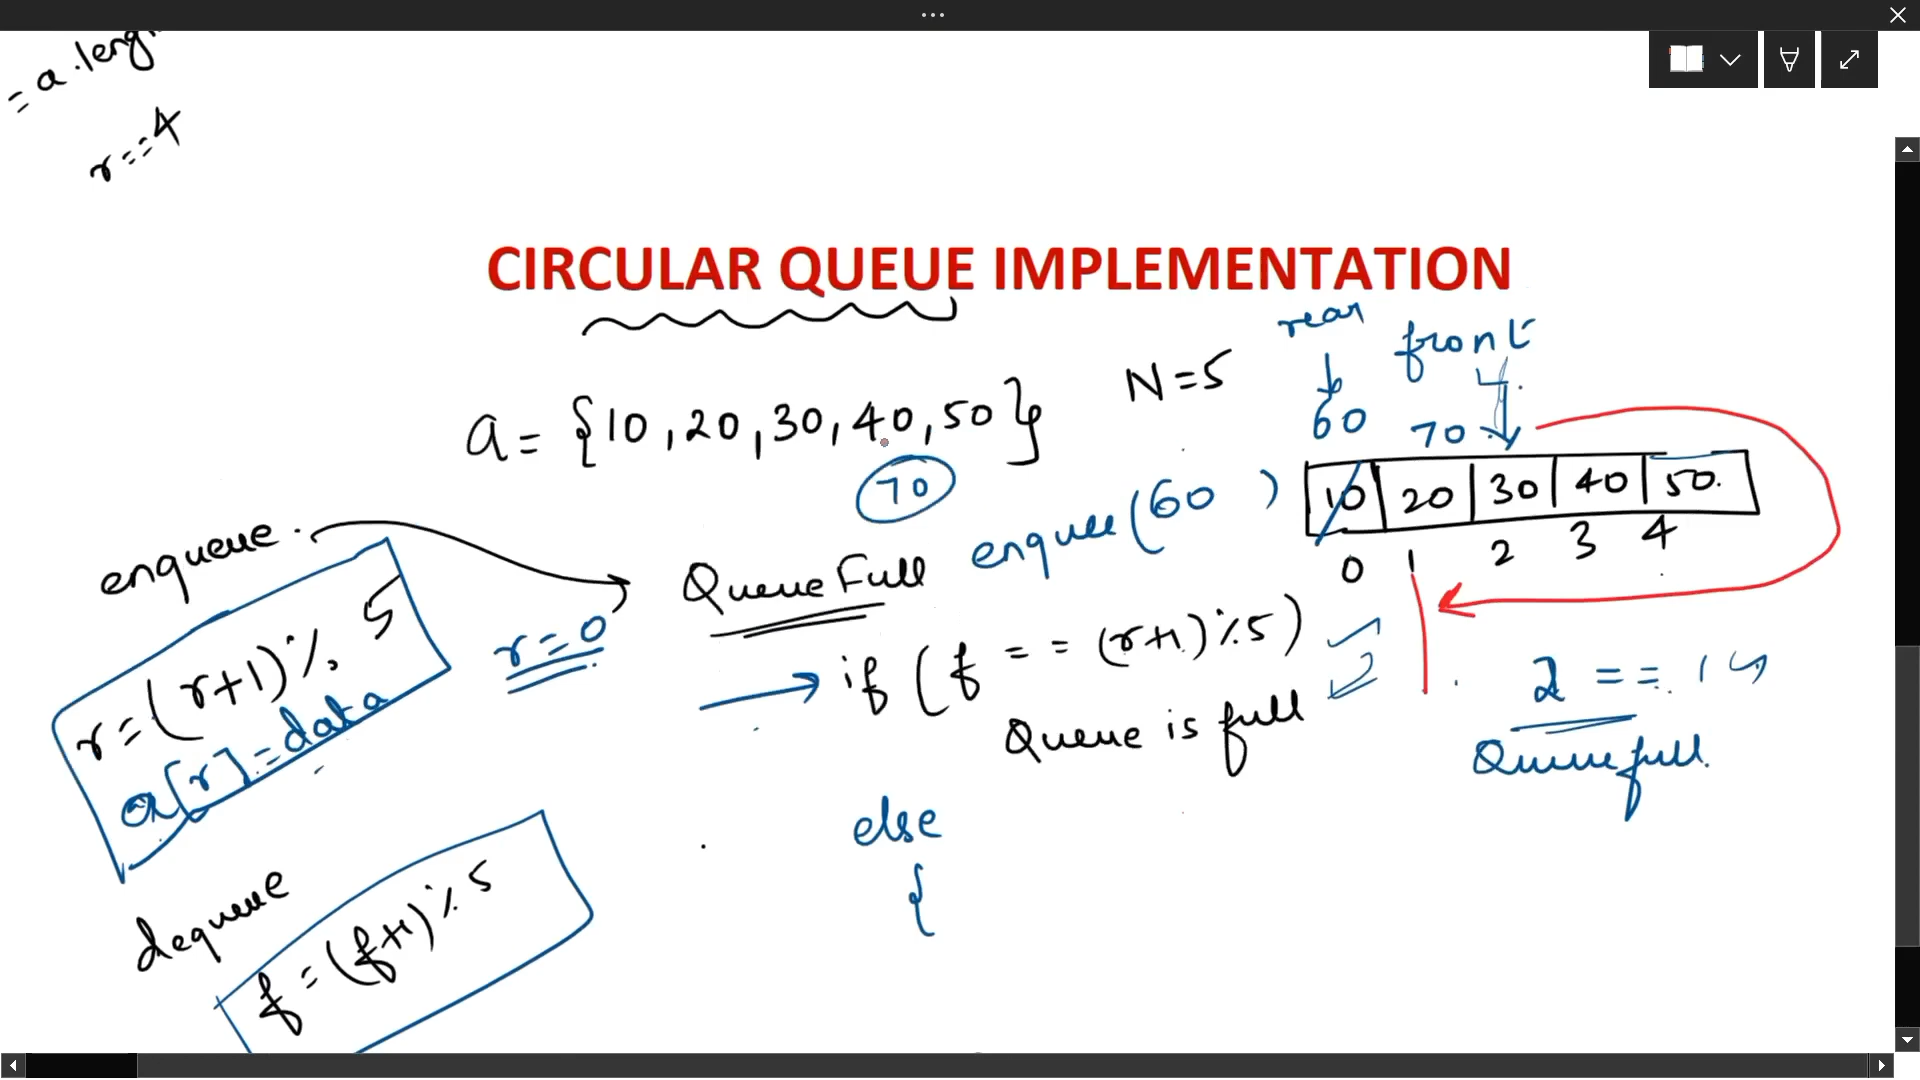 = a.leng
r==4
CIRCULAR QUEUE IMPLEMENTATION
rear
front
N=5
a= {10,20,30,40,50}
60
70
70
enquee(60 )
10 20 30 40 50.
0 1 2 3 4
enqueue.
Queue Full
r=(r+1)% 5
a[r]=data
r=0
if (f == (r+1)%5)
Queue is full
2 == 1
Queue full.
else
{
dequeue
f=(f+1)%5